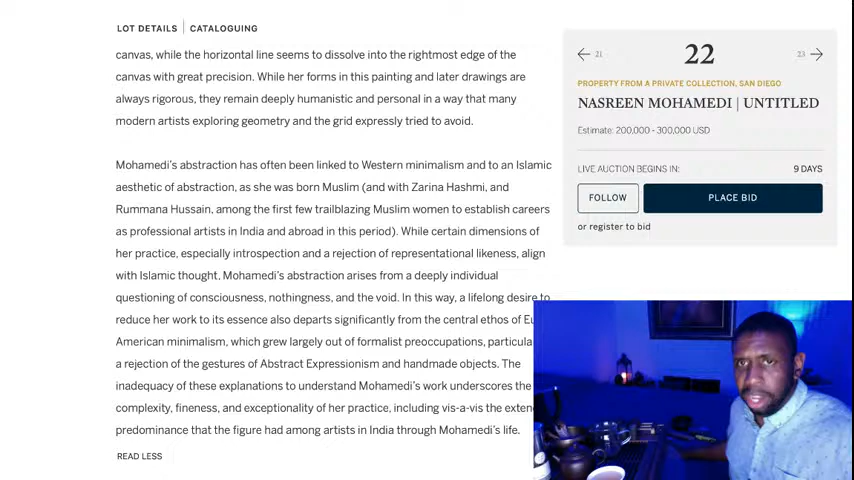 LOT DETAILS | CATALOGUING
canvas, while the horizontal line seems to dissolve into the rightmost edge of the
canvas with great precision. While her forms in this painting and later drawings are
always rigorous, they remain deeply humanistic and personal in a way that many
modern artists exploring geometry and the grid expressly tried to avoid.
Mohamedi's abstraction has often been linked to Western minimalism and to an Islamic
aesthetic of abstraction, as she was born Muslim (and with Zarina Hashmi, and
Rummana Hussain, among the first few trailblazing Muslim women to establish careers
as professional artists in India and abroad in this period). While certain dimensions of
her practice, especially introspection and a rejection of representational likeness, align
with Islamic thought, Mohamedi's abstraction arises from a deeply individual
questioning of consciousness, nothingness, and the void. In this way, a lifelong desire to
reduce her work to its essence also departs significantly from the central ethos of
American minimalism, which grew largely out of formalist preoccupations,
a rejection of the gestures of Abstract Expressionism and handmade objects. The
inadequacy of these explanations to understand Mohamedi's work underscores the
complexity, fineness, and exceptionality of her practice, including vis-a-vis the
predominance that the figure had among artists in India through Mohamedi's life.
READ LESS
21 22 23
PROPERTY FROM A PRIVATE COLLECTION, SAN DIEGO
NASREEN MOHAMEDI | UNTITLED
Estimate: 200,000 - 300,000 USD
LIVE AUCTION BEGINS IN: 9 DAYS
FOLLOW PLACE BID
or register to bid